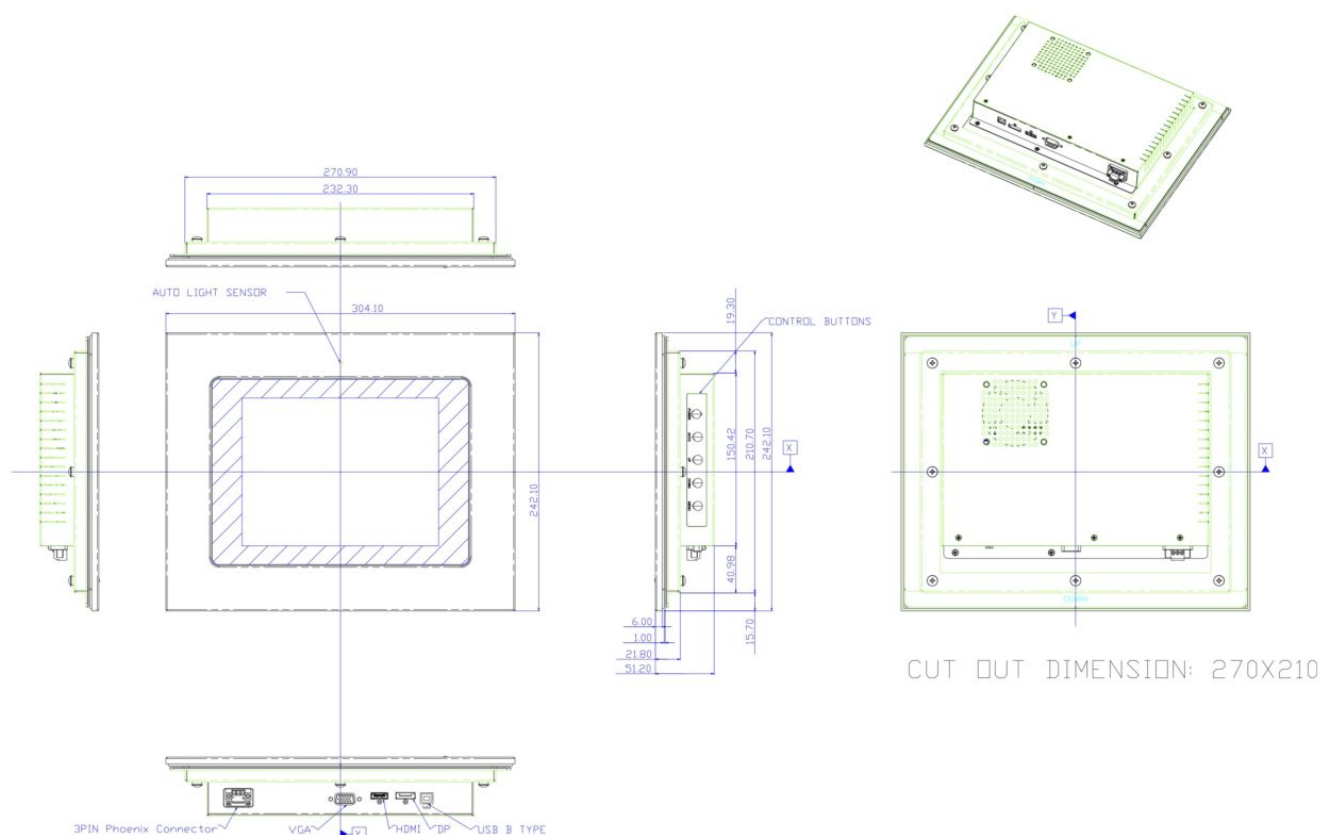 270.90
232.30
AUTO LIGHT SENSOR
304.10
242.10
19.30
CONTROL BUTTONS
150.42
210.70
242.10
X
40.98
15.70
6.00
1.00
21.80
51.20
Y
UP
X
DOWN
CUT OUT DIMENSION: 270X210
3PIN Phoenix Connector
VGA
Y
HDMI
DP
USB B TYPE